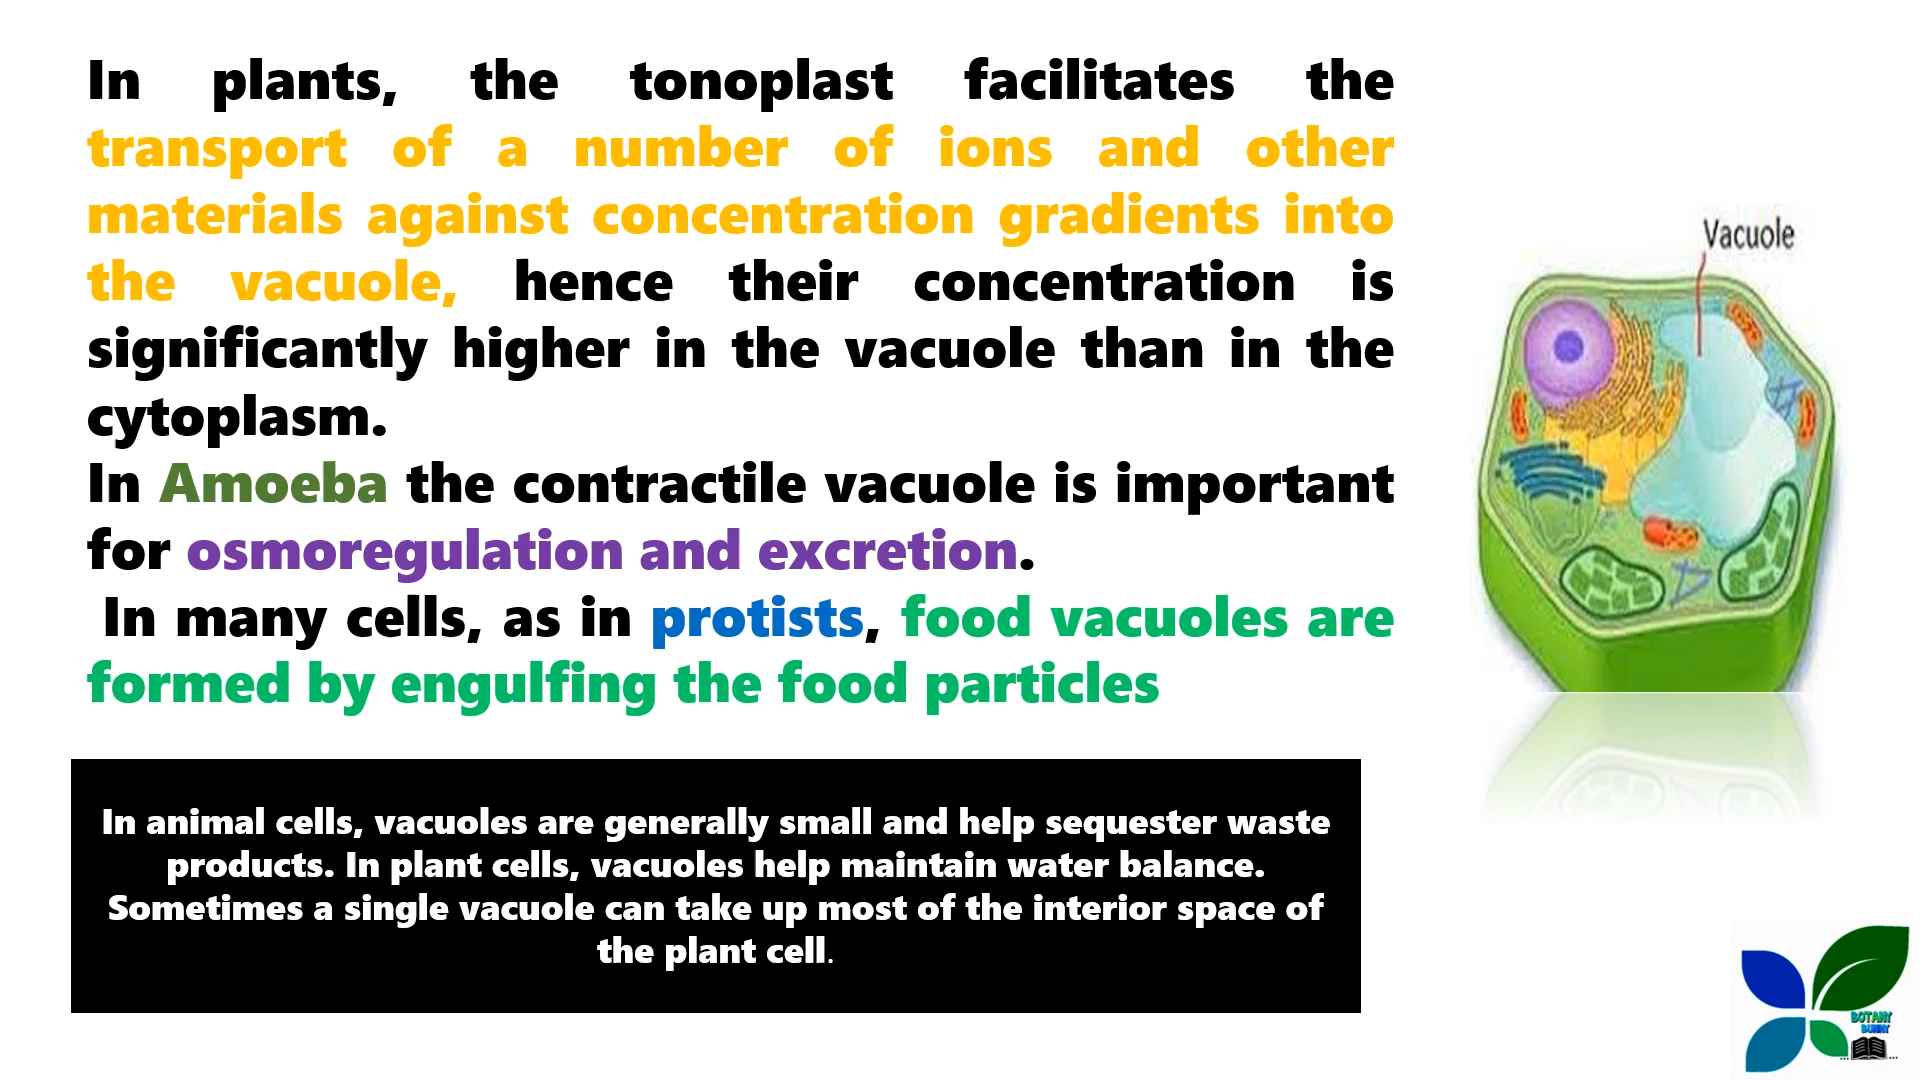 In plants, the tonoplast facilitates the
transport of a number of ions and other
materials against concentration gradients into
the vacuole, hence their concentration is
significantly higher in the vacuole than in the
cytoplasm.
In Amoeba the contractile vacuole is important
for osmoregulation and excretion.
In many cells, as in protists, food vacuoles are
formed by engulfing the food particles
Vacuole
In animal cells, vacuoles are generally small and help sequester waste
products. In plant cells, vacuoles help maintain water balance.
Sometimes a single vacuole can take up most of the interior space of
the plant cell.
BOTANY
BUNNY